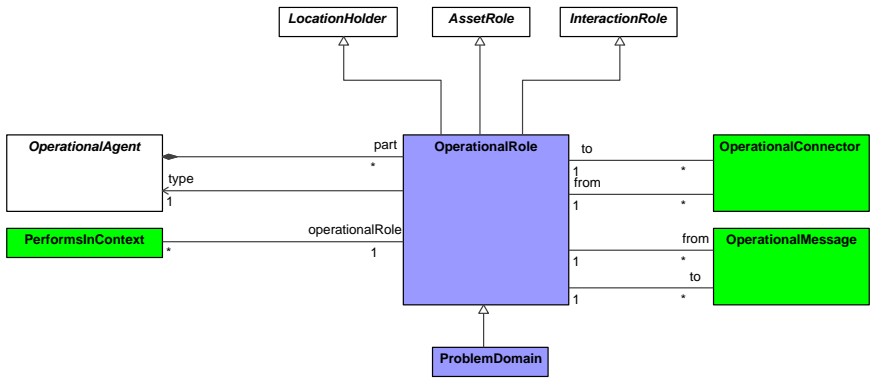 LocationHolder
AssetRole
InteractionRole
OperationalAgent
part
*
OperationalRole
to
1
*
OperationalConnector
type
1
from
1
*
PerformsInContext
*
operationalRole
1
from
1
*
OperationalMessage
to
1
*
ProblemDomain